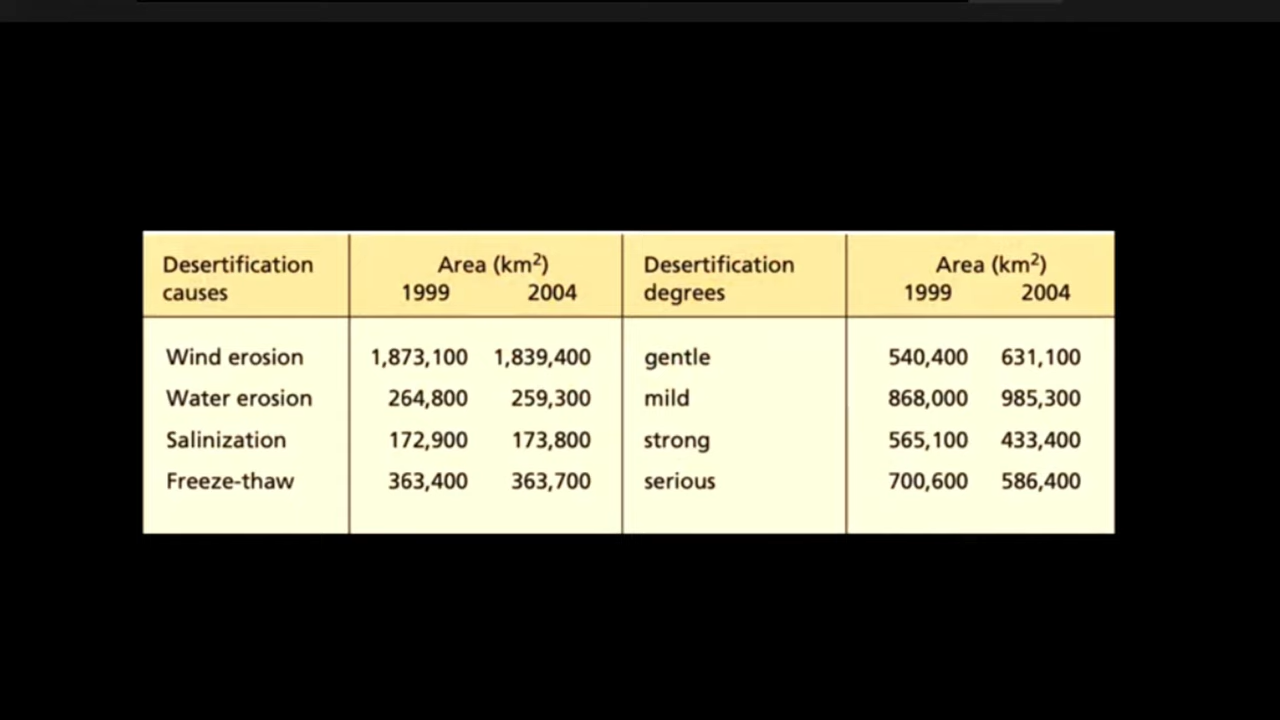 Desertification causes Area (km²) 1999 2004 Desertification degrees Area (km²) 1999 2004
Wind erosion 1,873,100 1,839,400 gentle 540,400 631,100
Water erosion 264,800 259,300 mild 868,000 985,300
Salinization 172,900 173,800 strong 565,100 433,400
Freeze-thaw 363,400 363,700 serious 700,600 586,400